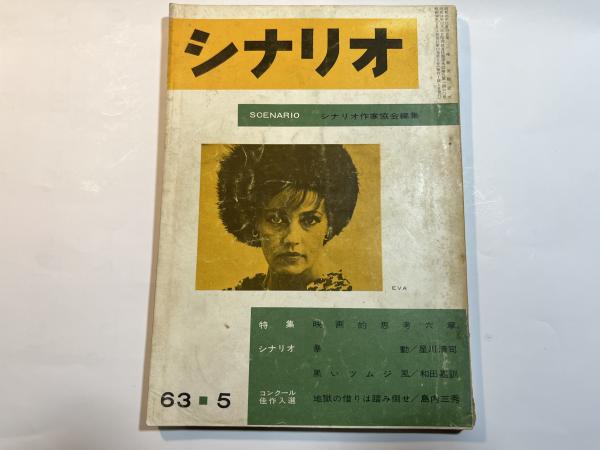 シナリオ
SCENARIO シナリオ作家協会編集
EVA
特集 映画的思考六章
シナリオ 暴動/星川清司
黒いツムジ風/和田嘉訓
コンクール
佳作入選 地獄の借りは踏み倒せ/島内三秀
63■5